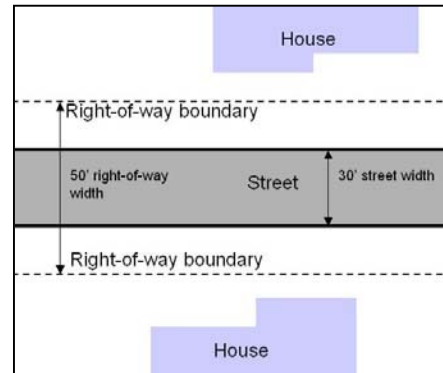 House
Right-of-way boundary
50' right-of-way
width
Street
30' street width
Right-of-way boundary
House